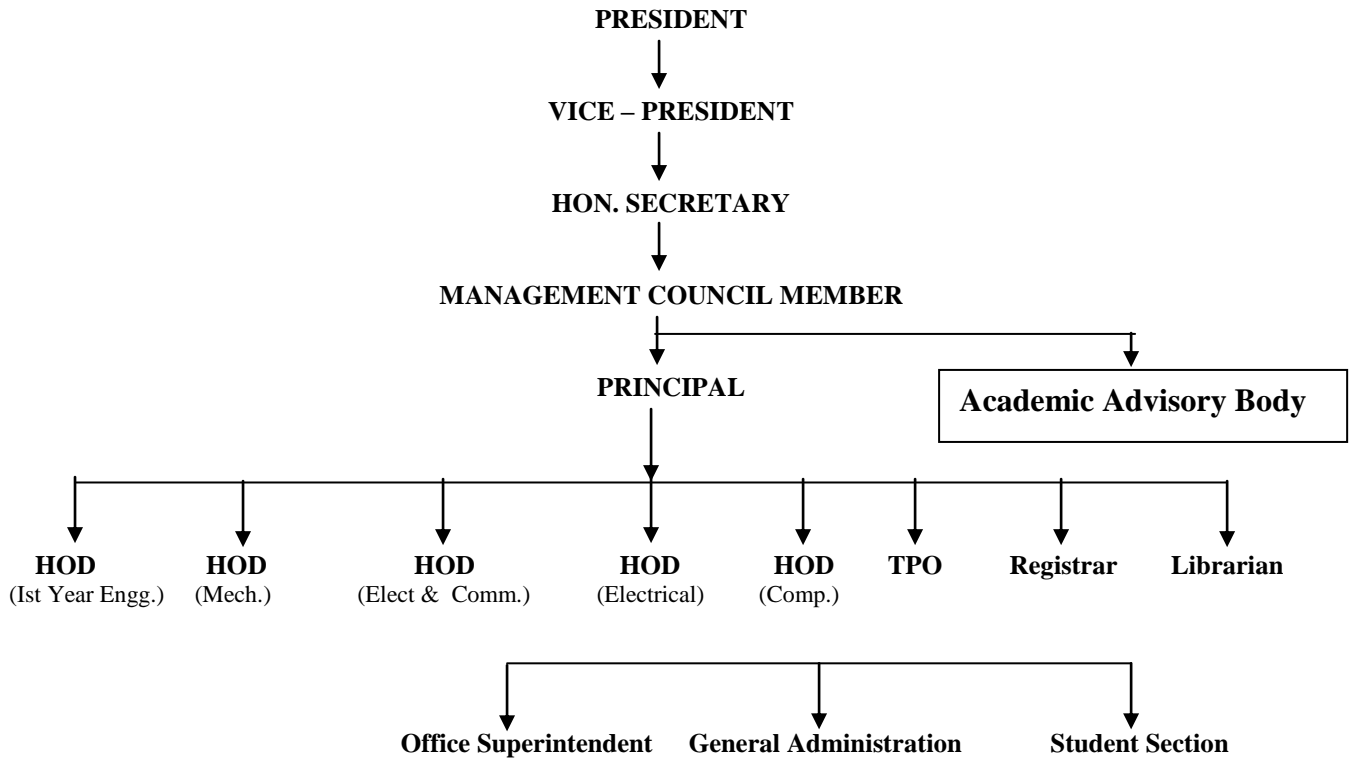 PRESIDENT
VICE – PRESIDENT
HON. SECRETARY
MANAGEMENT COUNCIL MEMBER
PRINCIPAL
Academic Advisory Body
HOD HOD HOD HOD HOD TPO Registrar Librarian
(Ist Year Engg.) (Mech.) (Elect & Comm.) (Electrical) (Comp.)
Office Superintendent General Administration Student Section